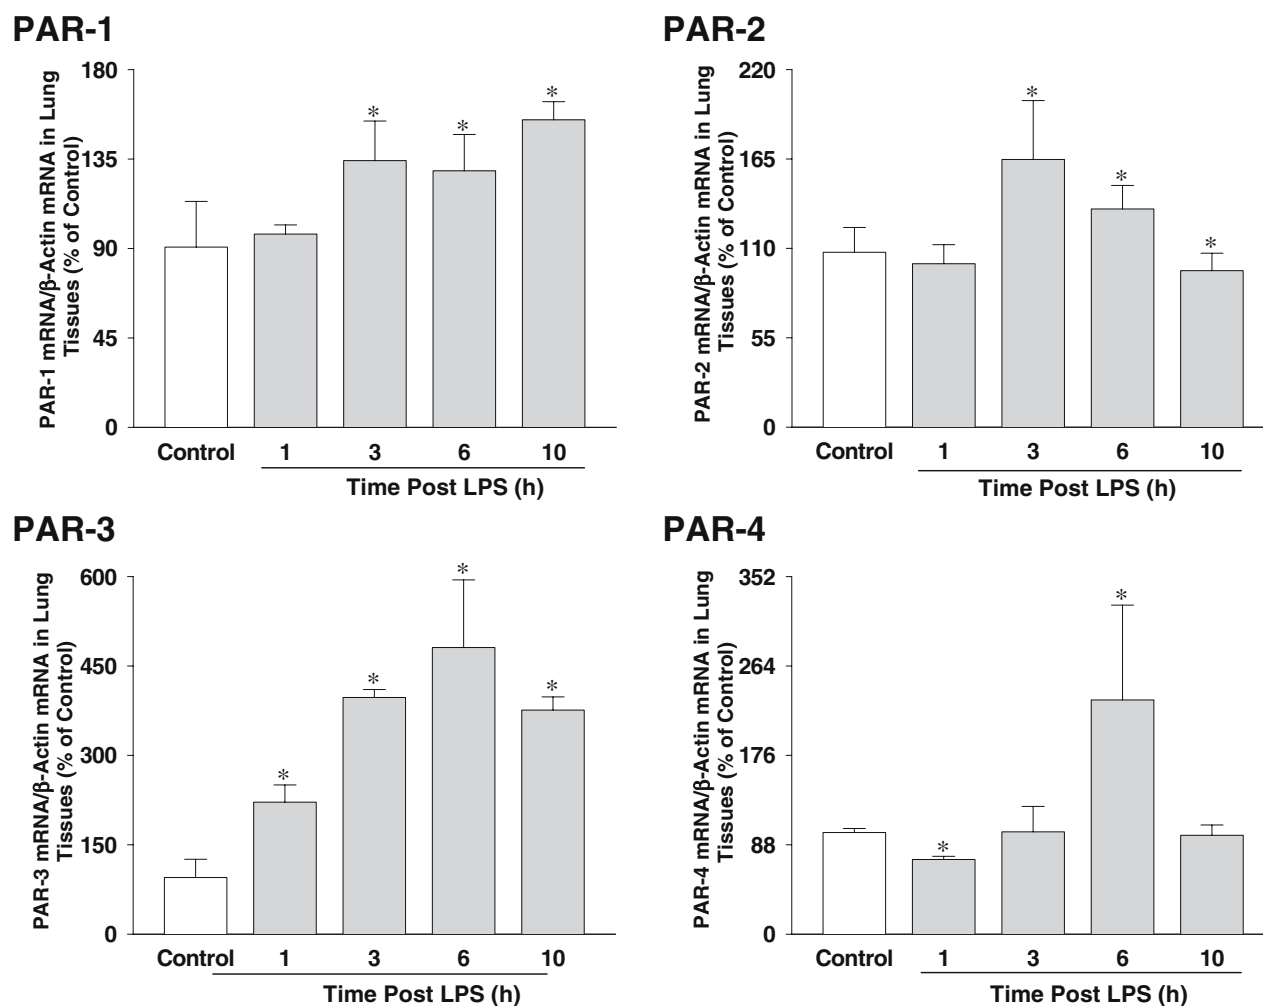 PAR-1
PAR-1 mRNA/β-Actin mRNA in Lung
Tissues (% of Control)
180
135
90
45
0
*
*
*
Control 1 3 6 10
Time Post LPS (h)
PAR-2
PAR-2 mRNA/β-Actin mRNA in Lung
Tissues (% of Control)
220
165
110
55
0
*
*
*
Control 1 3 6 10
Time Post LPS (h)
PAR-3
PAR-3 mRNA/β-Actin mRNA in Lung
Tissues (% of Control)
600
450
300
150
0
*
*
*
*
Control 1 3 6 10
Time Post LPS (h)
PAR-4
PAR-4 mRNA/β-Actin mRNA in Lung
Tissues (% of Control)
352
264
176
88
0
*
*
Control 1 3 6 10
Time Post LPS (h)